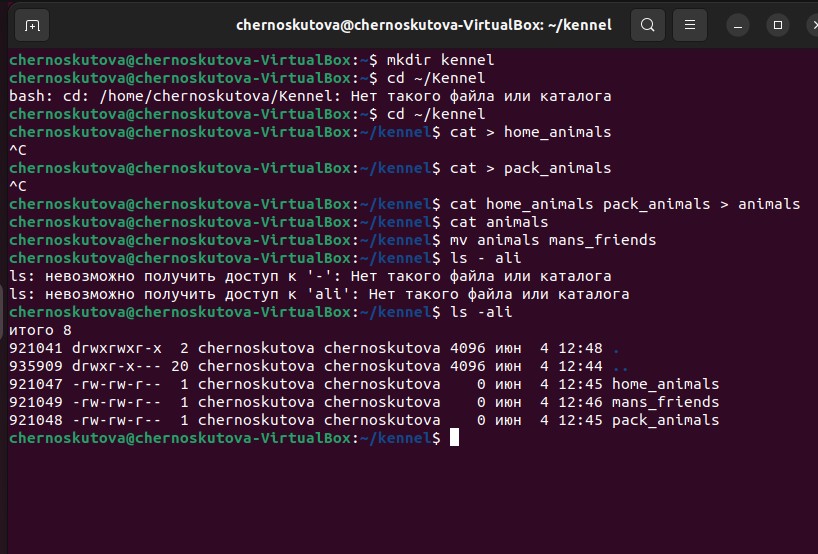 chernoskutova@chernoskutova-VirtualBox: ~/kennel
chernoskutova@chernoskutova-VirtualBox:~$ mkdir kennel
chernoskutova@chernoskutova-VirtualBox:~$ cd ~/Kennel
bash: cd: /home/chernoskutova/Kennel: Нет такого файла или каталога
chernoskutova@chernoskutova-VirtualBox:~$ cd ~/kennel
chernoskutova@chernoskutova-VirtualBox:~/kennel$ cat > home_animals
^C
chernoskutova@chernoskutova-VirtualBox:~/kennel$ cat > pack_animals
^C
chernoskutova@chernoskutova-VirtualBox:~/kennel$ cat home_animals pack_animals > animals
chernoskutova@chernoskutova-VirtualBox:~/kennel$ cat animals
chernoskutova@chernoskutova-VirtualBox:~/kennel$ mv animals mans_friends
chernoskutova@chernoskutova-VirtualBox:~/kennel$ ls - ali
ls: невозможно получить доступ к '-': Нет такого файла или каталога
ls: невозможно получить доступ к 'ali': Нет такого файла или каталога
chernoskutova@chernoskutova-VirtualBox:~/kennel$ ls -ali
итого 8
921041 drwxrwxr-x  2 chernoskutova chernoskutova 4096 июн  4 12:48 .
935909 drwxr-x--- 20 chernoskutova chernoskutova 4096 июн  4 12:44 ..
921047 -rw-rw-r--  1 chernoskutova chernoskutova    0 июн  4 12:45 home_animals
921049 -rw-rw-r--  1 chernoskutova chernoskutova    0 июн  4 12:46 mans_friends
921048 -rw-rw-r--  1 chernoskutova chernoskutova    0 июн  4 12:45 pack_animals
chernoskutova@chernoskutova-VirtualBox:~/kennel$